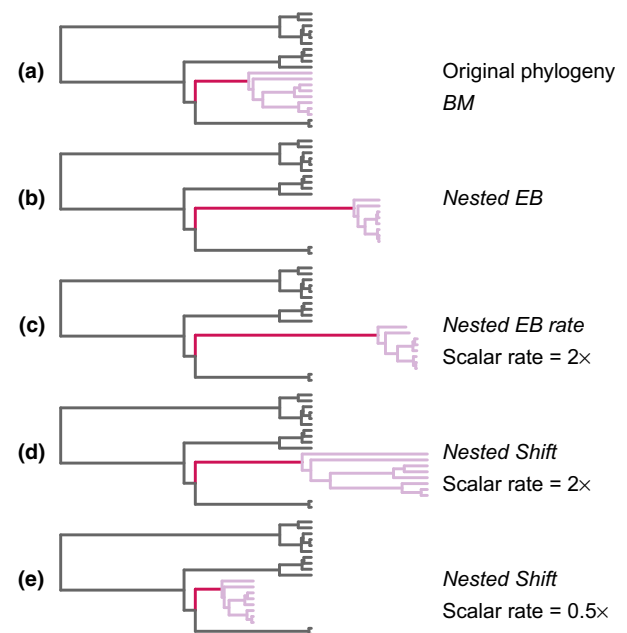 (a)
Original phylogeny
BM
(b)
Nested EB
(c)
Nested EB rate
Scalar rate = 2×
(d)
Nested Shift
Scalar rate = 2×
(e)
Nested Shift
Scalar rate = 0.5×